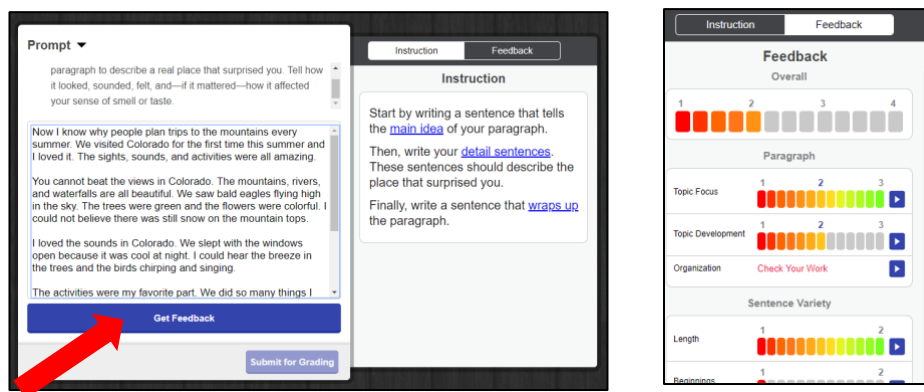 Prompt
paragraph to describe a real place that surprised you. Tell how
it looked, sounded, felt, and—if it mattered—how it affected
your sense of smell or taste.
Now I know why people plan trips to the mountains every
summer. We visited Colorado for the first time this summer and
I loved it. The sights, sounds, and activities were all amazing.
You cannot beat the views in Colorado. The mountains, rivers,
and waterfalls are all beautiful. We saw bald eagles flying high
in the sky. The trees were green and the flowers were colorful. I
could not believe there was still snow on the mountain tops.
I loved the sounds in Colorado. We slept with the windows
open because it was cool at night. I could hear the breeze in
the trees and the birds chirping and singing.
The activities were my favorite part. We did so many things I
Get Feedback
Submit for Grading
Instruction Feedback
Instruction
Start by writing a sentence that tells
the main idea of your paragraph.
Then, write your detail sentences.
These sentences should describe the
place that surprised you.
Finally, write a sentence that wraps up
the paragraph.
Instruction Feedback
Feedback
Overall
1 2 3 4
Paragraph
1 2 3
Topic Focus
1 2 3
Topic Development
Organization Check Your Work
Sentence Variety
1 2
Length
1 2
Beginnings